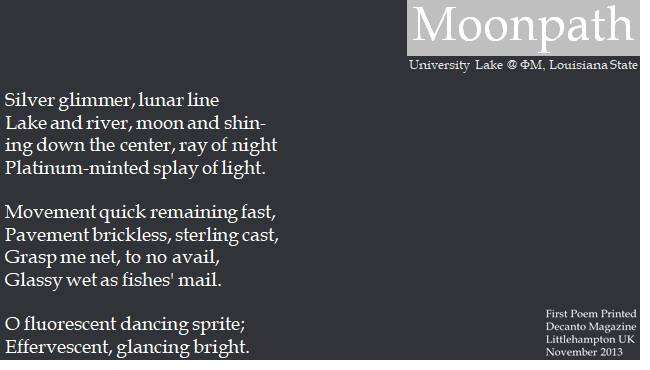 Moonpath
University Lake @ ΦM, Louisiana State
Silver glimmer, lunar line
Lake and river, moon and shin-
ing down the center, ray of night
Platinum-minted splay of light.
Movement quick remaining fast,
Pavement brickless, sterling cast,
Grasp me net, to no avail,
Glassy wet as fishes' mail.
O fluorescent dancing sprite;
Effervescent, glancing bright.
First Poem Printed
Decanto Magazine
Littlehampton UK
November 2013